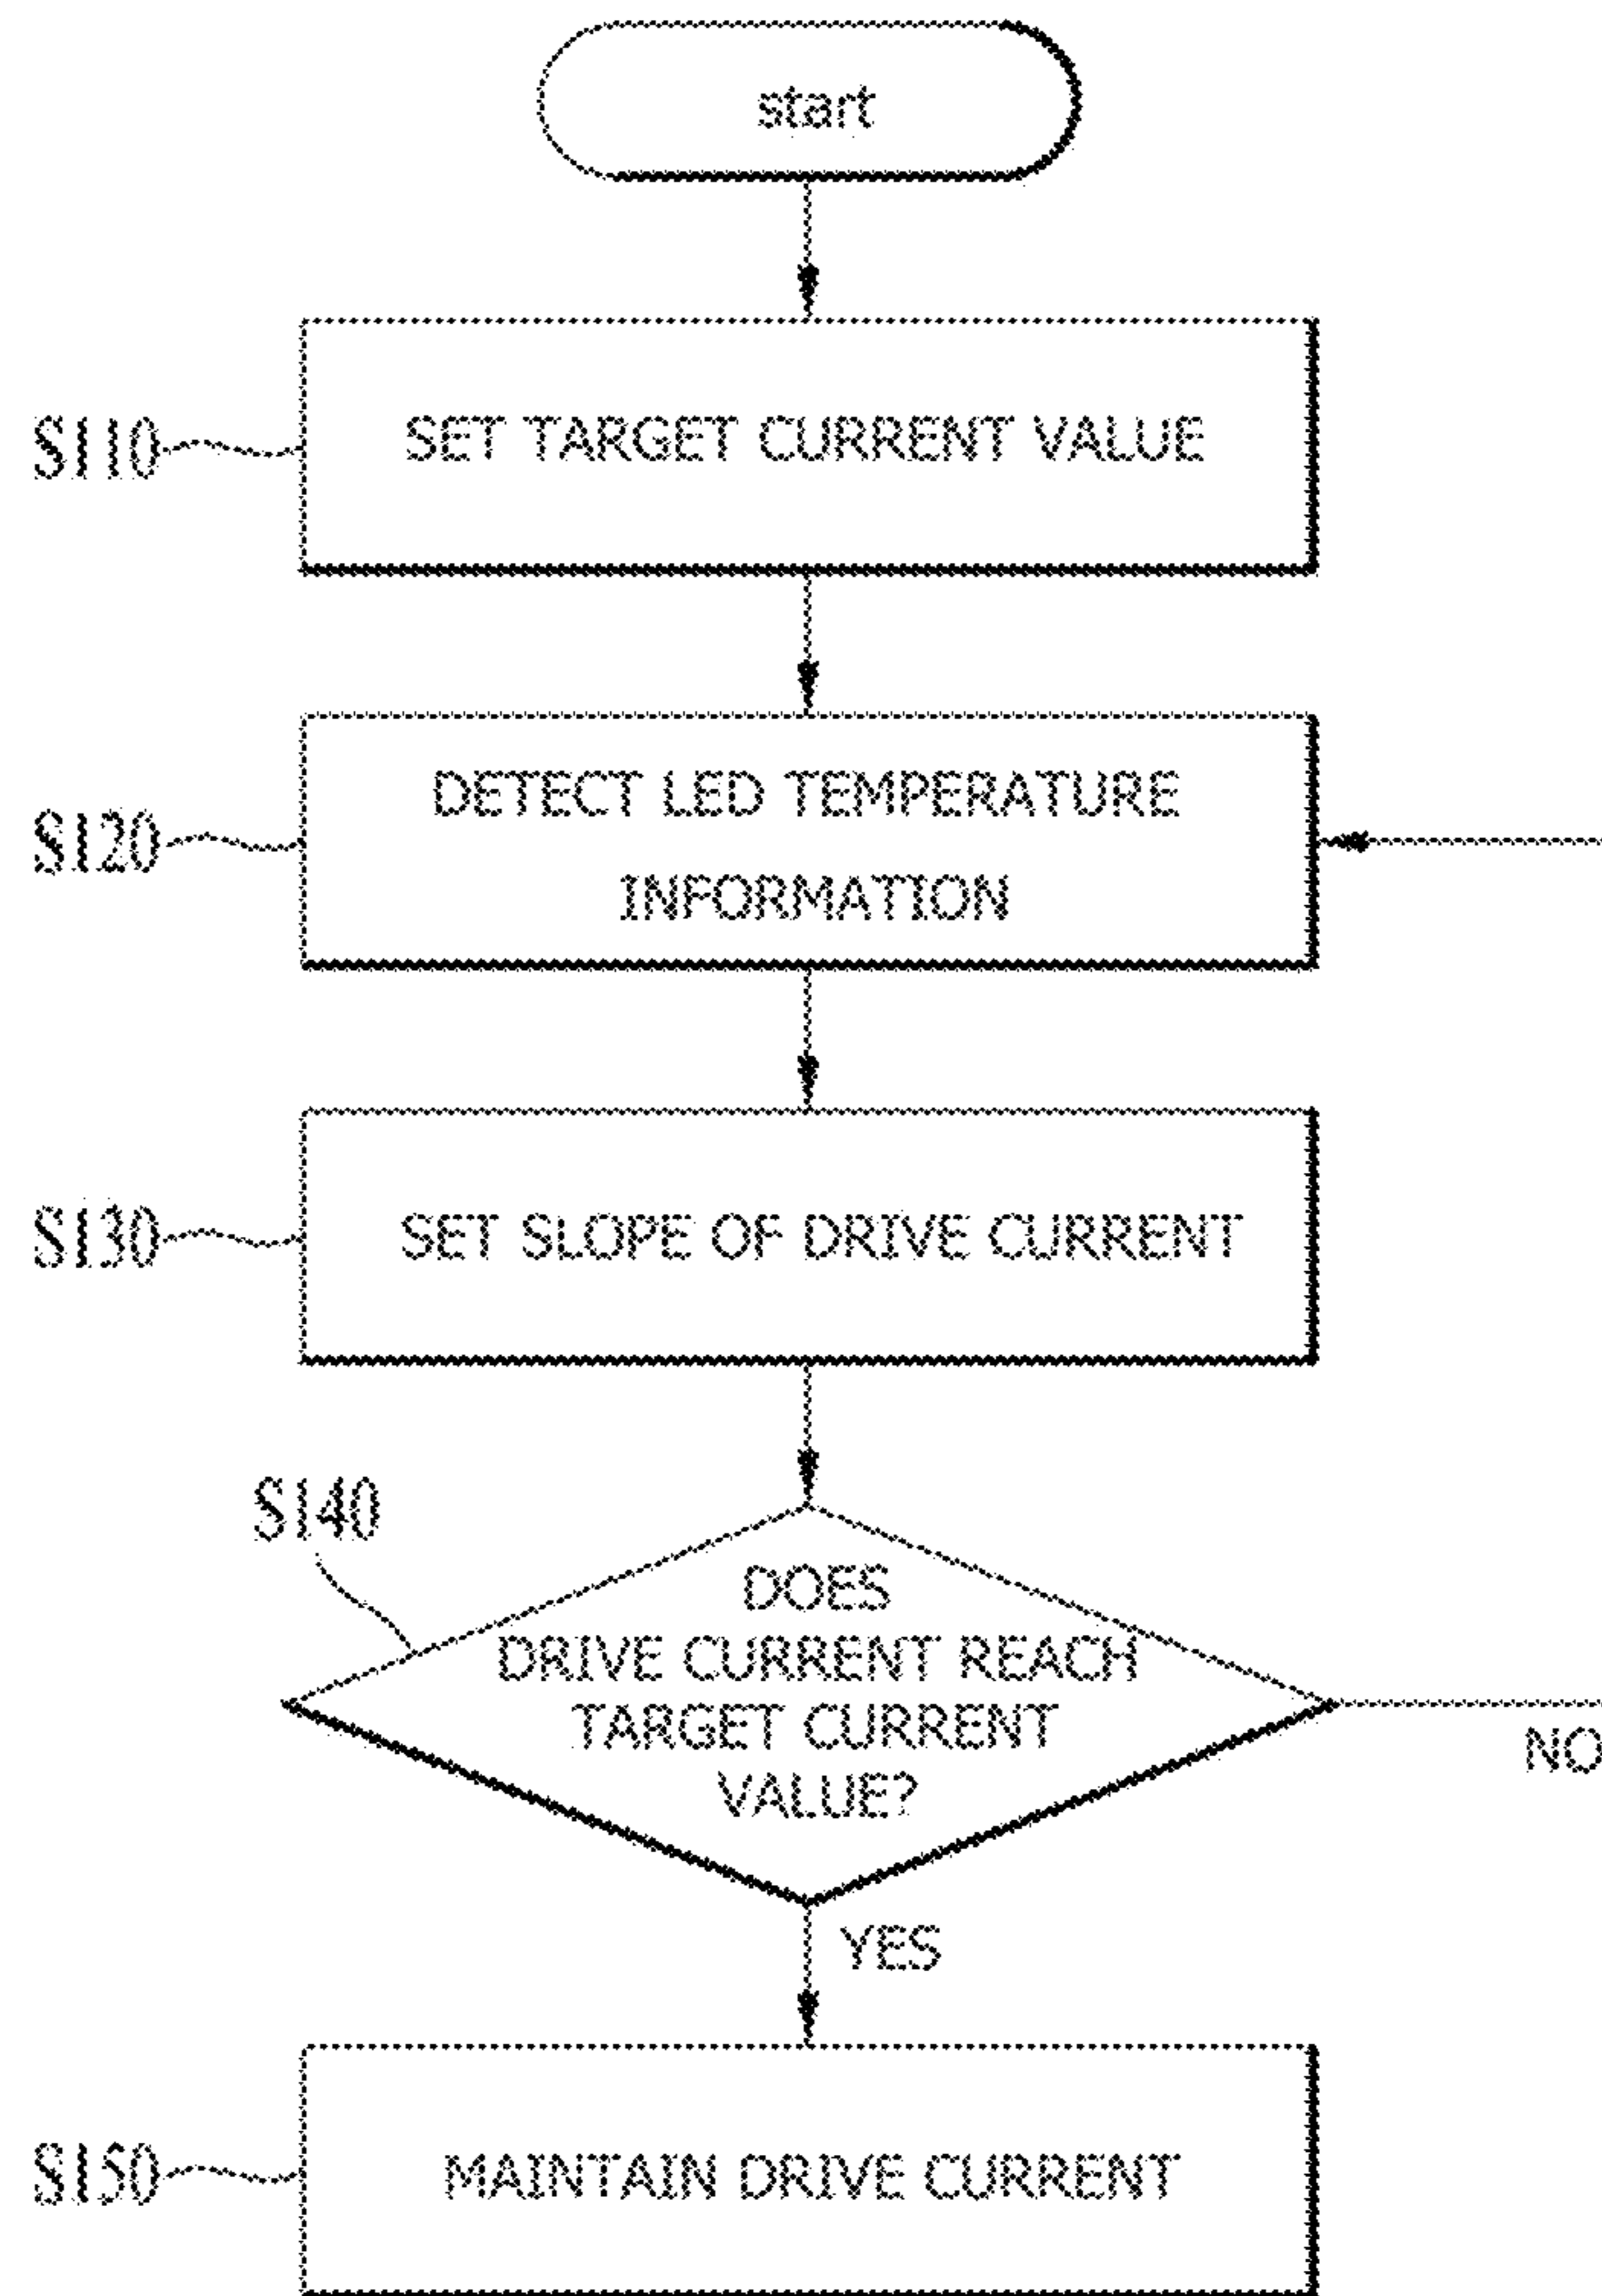 start
S110
SET TARGET CURRENT VALUE
S120
DETECT LED TEMPERATURE
INFORMATION
S130
SET SLOPE OF DRIVE CURRENT
S140
DOES
DRIVE CURRENT REACH
TARGET CURRENT
VALUE?
NO
YES
S150
MAINTAIN DRIVE CURRENT